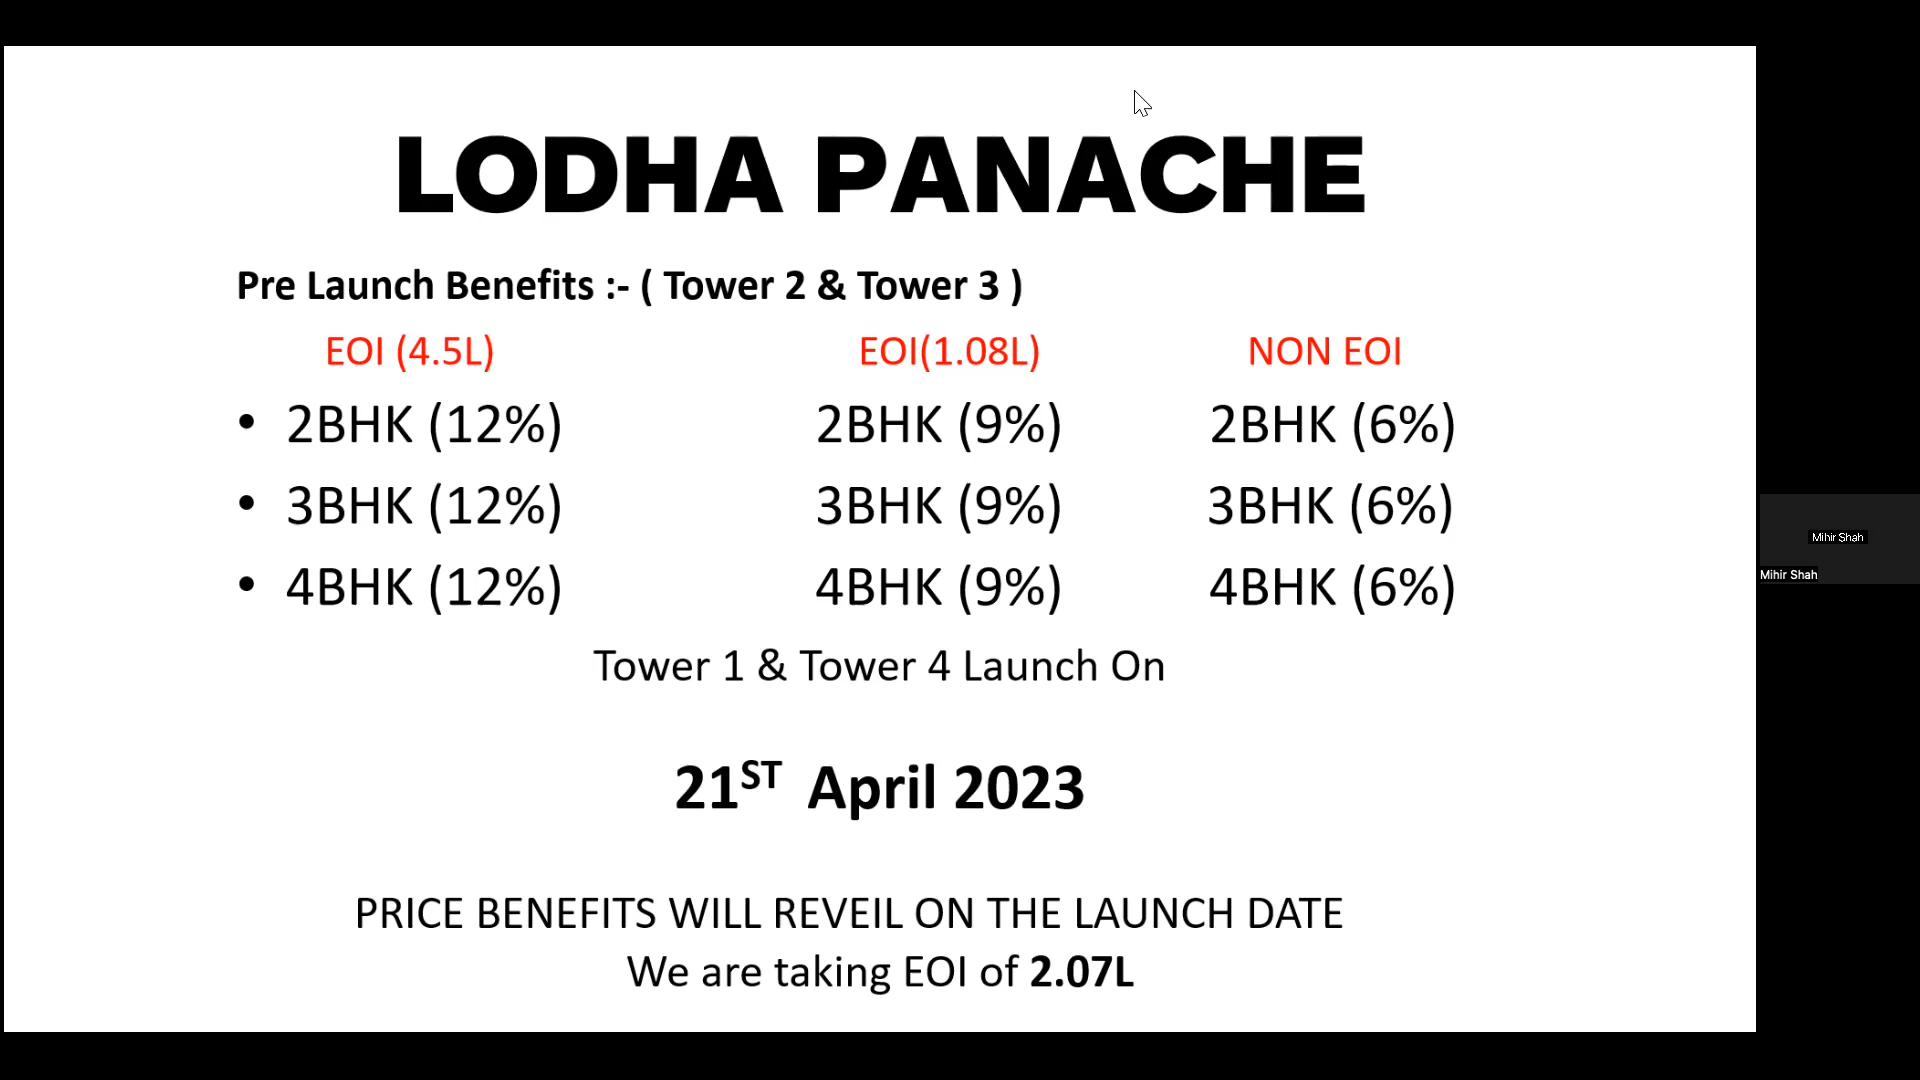 LODHA PANACHE
Pre Launch Benefits :- ( Tower 2 & Tower 3 )
EOI (4.5L) EOI(1.08L) NON EOI
• 2BHK (12%) 2BHK (9%) 2BHK (6%)
• 3BHK (12%) 3BHK (9%) 3BHK (6%)
• 4BHK (12%) 4BHK (9%) 4BHK (6%)
Tower 1 & Tower 4 Launch On
21ST April 2023
PRICE BENEFITS WILL REVEIL ON THE LAUNCH DATE
We are taking EOI of 2.07L
Mihir Shah
Mihir Shah